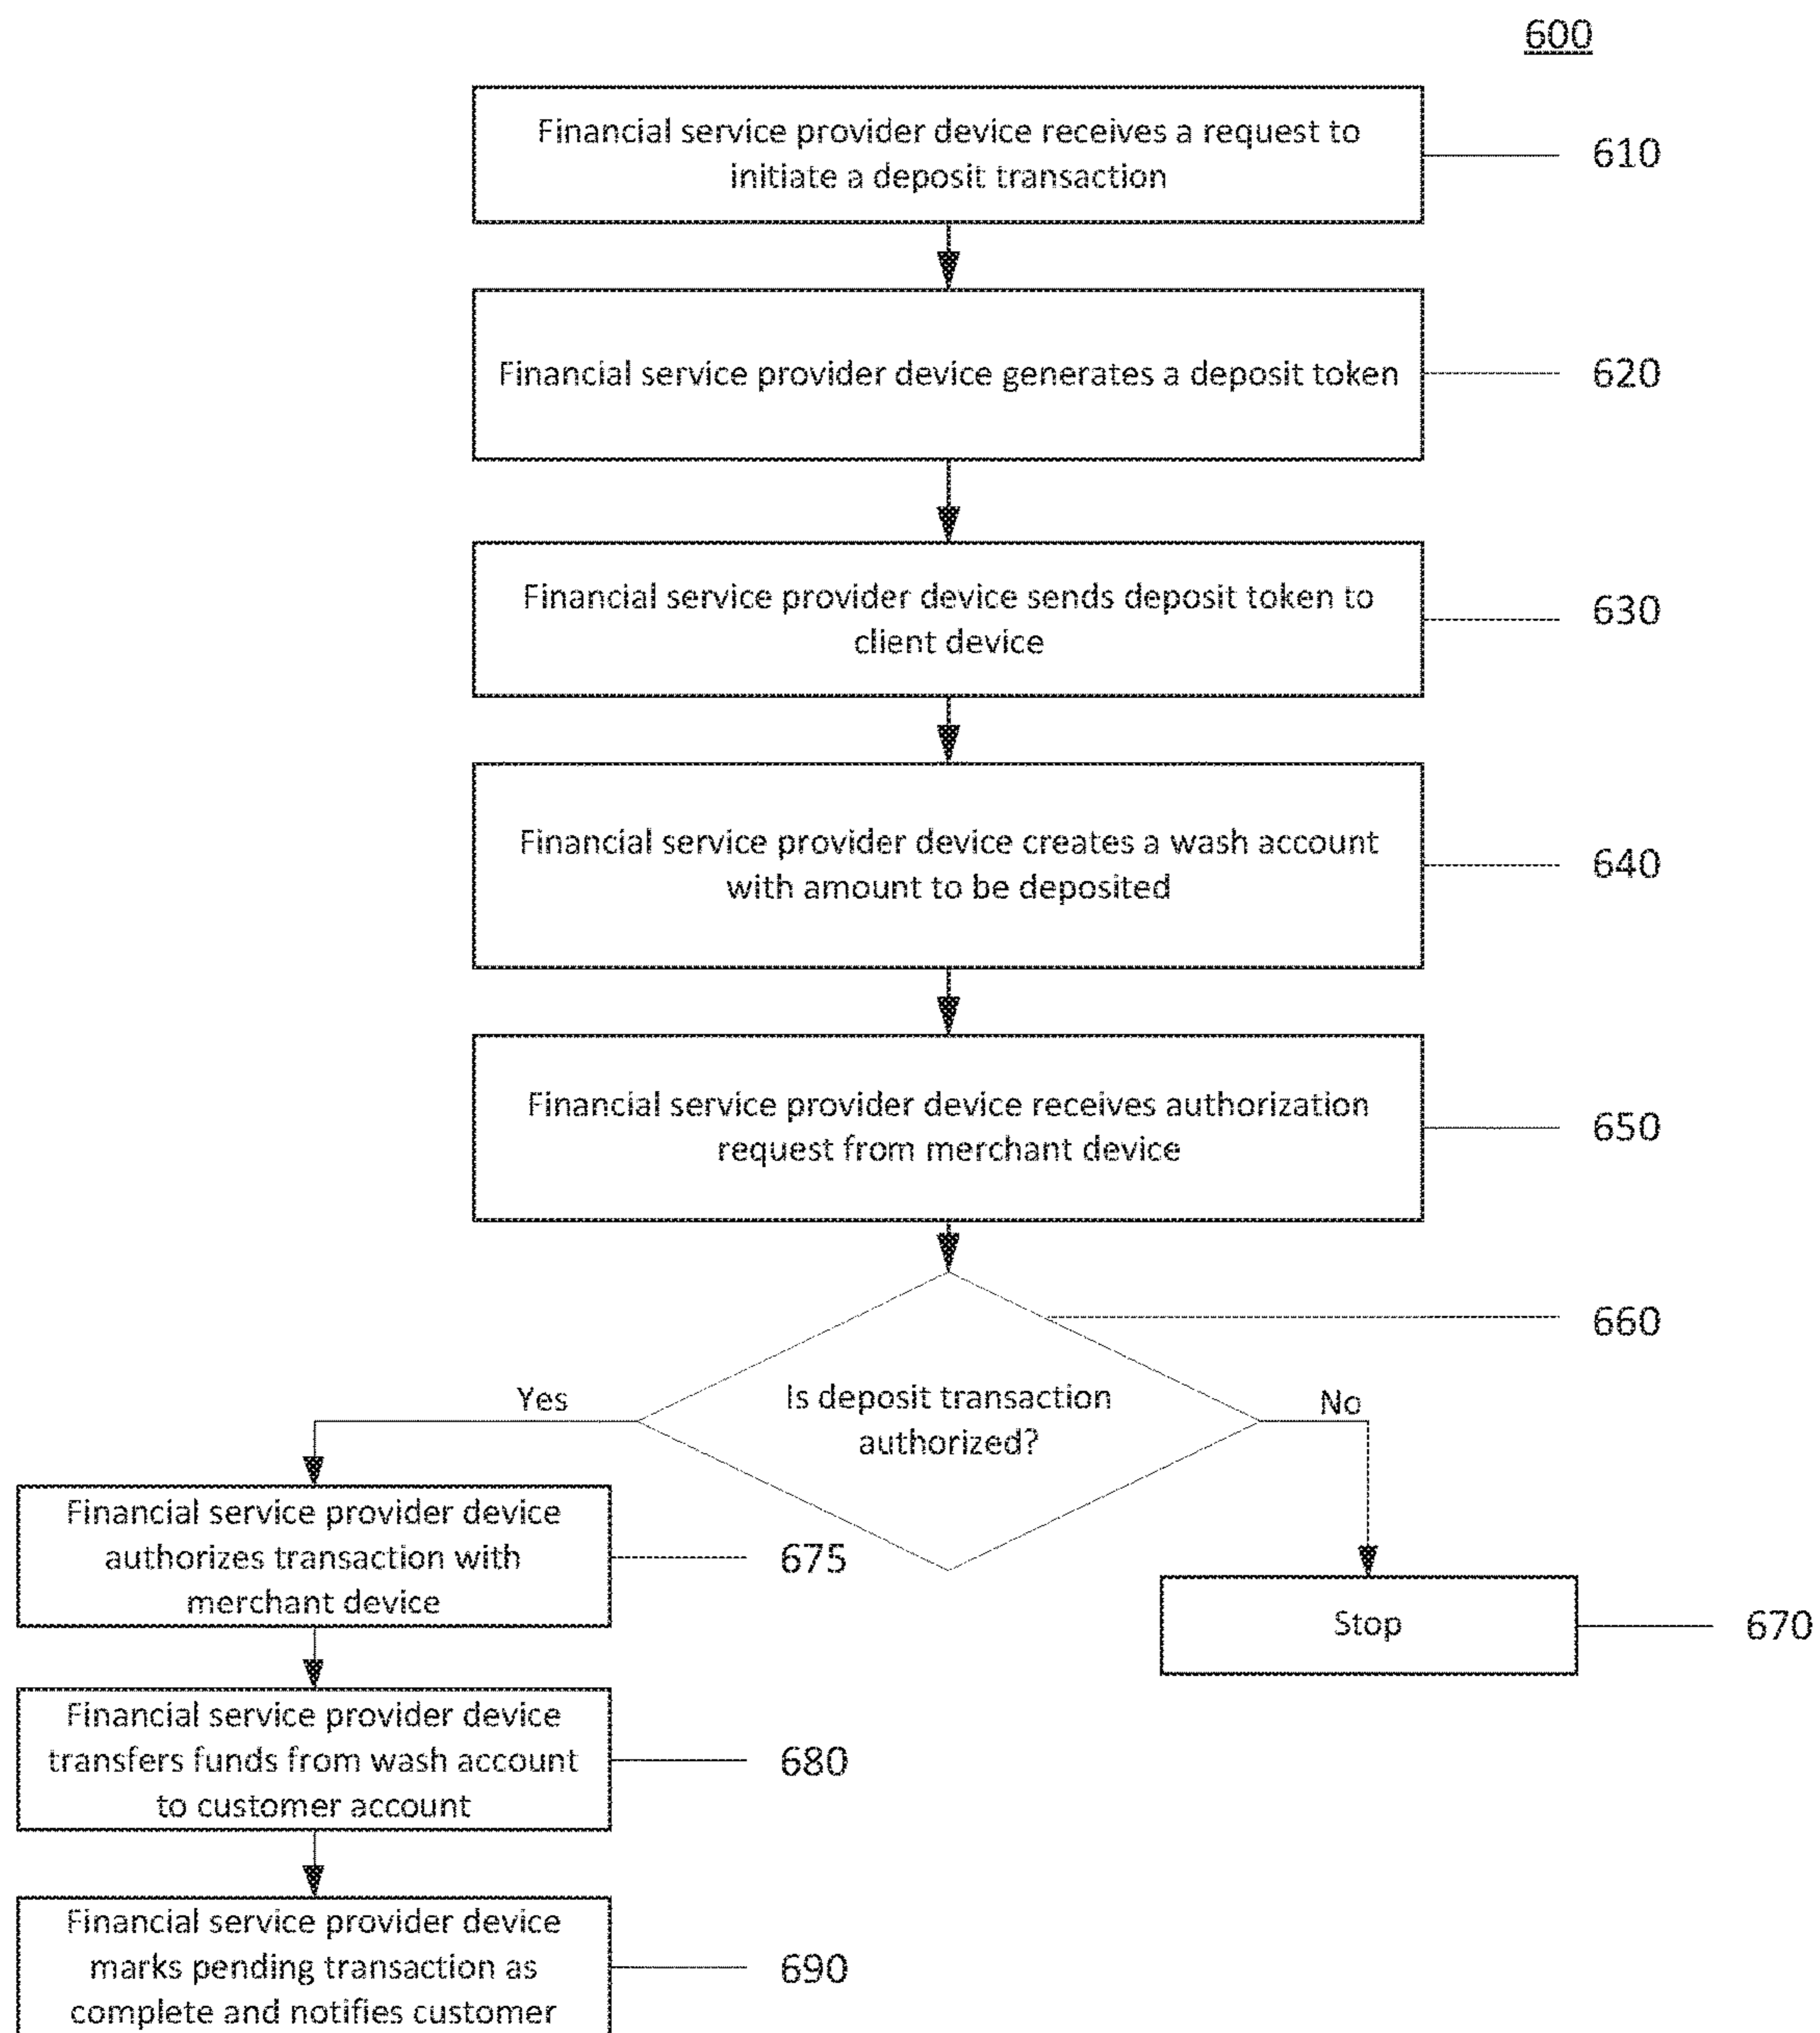 600
Financial service provider device receives a request to
initiate a deposit transaction
610
Financial service provider device generates a deposit token
620
Financial service provider device sends deposit token to
client device
630
Financial service provider device creates a wash account
with amount to be deposited
640
Financial service provider device receives authorization
request from merchant device
650
660
Is deposit transaction
authorized?
Yes
No
Financial service provider device
authorizes transaction with
merchant device
675
Stop
670
Financial service provider device
transfers funds from wash account
to customer account
680
Financial service provider device
marks pending transaction as
complete and notifies customer
690